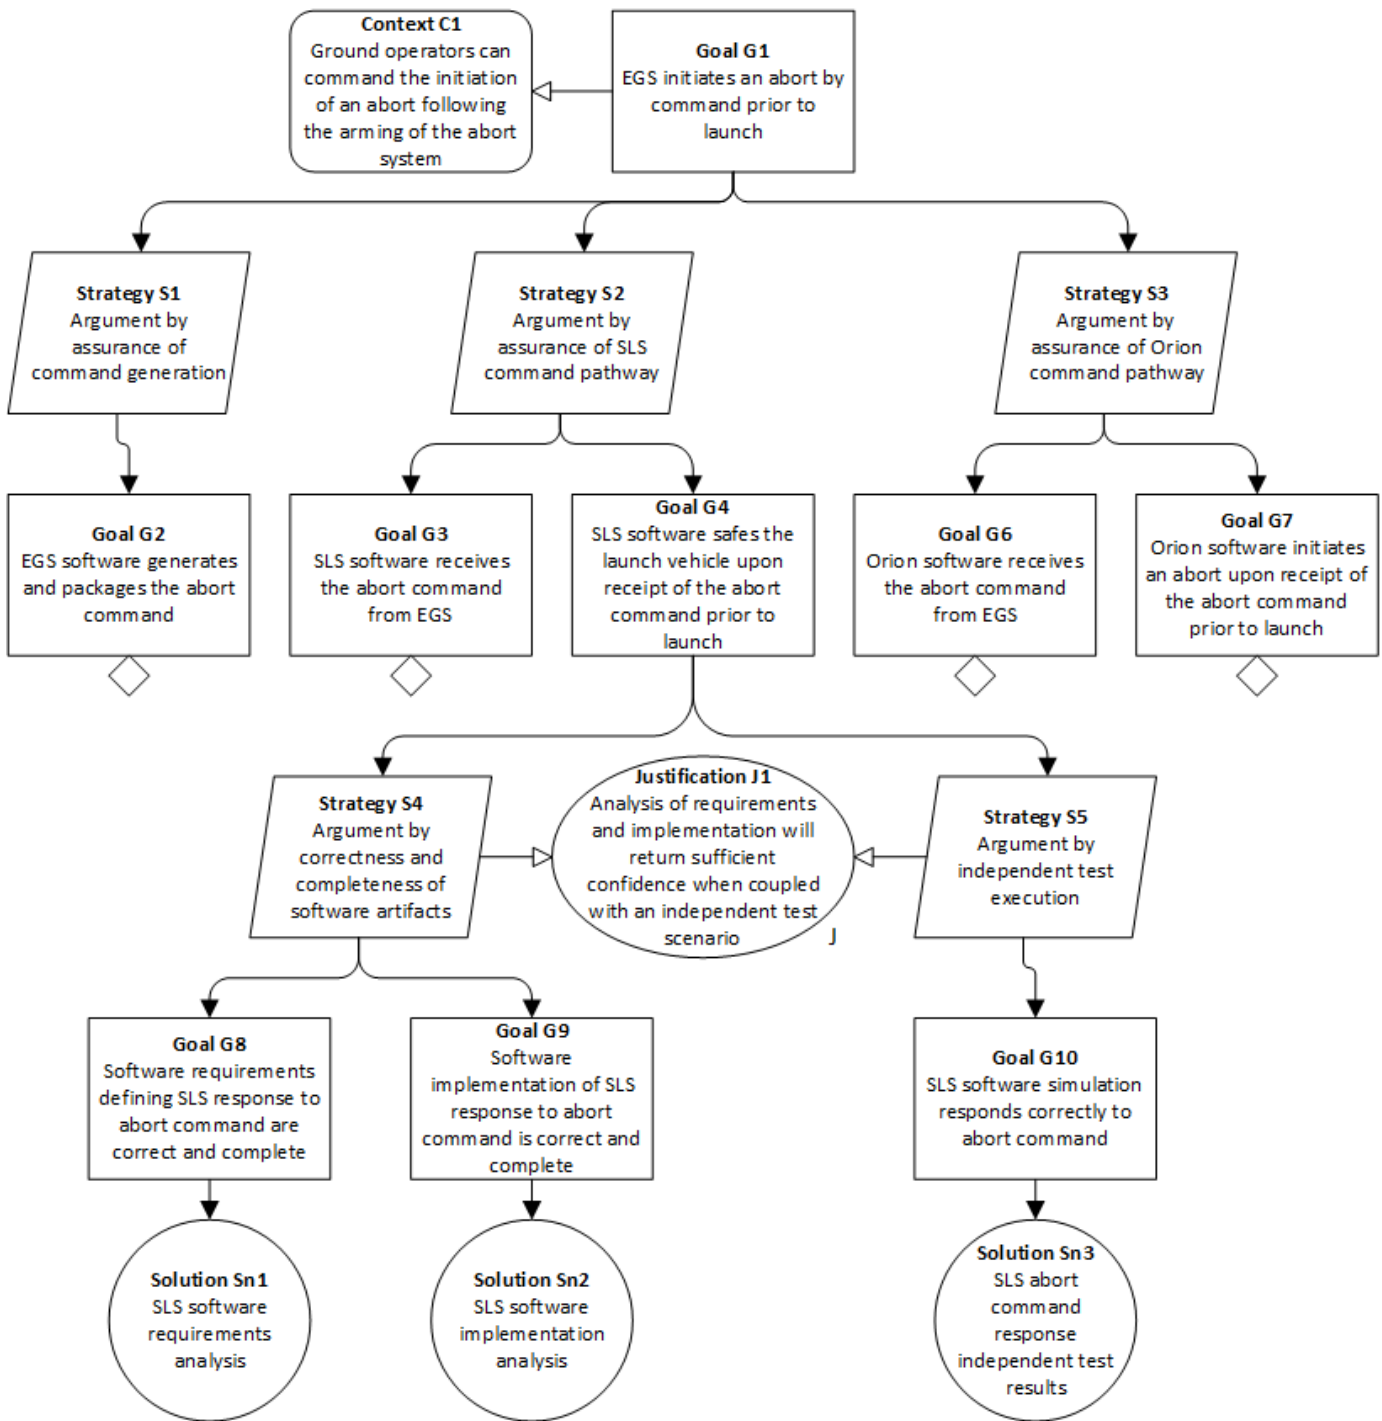 Context C1
Ground operators can
command the initiation
of an abort following
the arming of the abort
system
Goal G1
EGS initiates an abort by
command prior to
launch
Strategy S1
Argument by
assurance of
command generation
Strategy S2
Argument by
assurance of SLS
command pathway
Strategy S3
Argument by
assurance of Orion
command pathway
Goal G2
EGS software generates
and packages the abort
command
Goal G3
SLS software receives
the abort command
from EGS
Goal G4
SLS software safes the
launch vehicle upon
receipt of the abort
command prior to
launch
Goal G6
Orion software receives
the abort command
from EGS
Goal G7
Orion software initiates
an abort upon receipt of
the abort command
prior to launch
Strategy S4
Argument by
correctness and
completeness of
software artifacts
Justification J1
Analysis of requirements
and implementation will
return sufficient
confidence when coupled
with an independent test
scenario
J
Strategy S5
Argument by
independent test
execution
Goal G8
Software requirements
defining SLS response to
abort command are
correct and complete
Goal G9
Software
implementation of SLS
response to abort
command is correct and
complete
Goal G10
SLS software simulation
responds correctly to
abort command
Solution Sn1
SLS software
requirements
analysis
Solution Sn2
SLS software
implementation
analysis
Solution Sn3
SLS abort
command
response
independent test
results